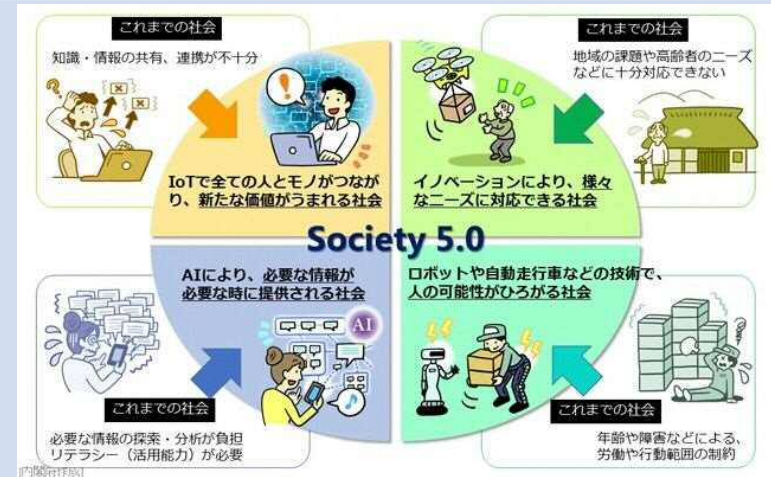 これまでの社会
知識・情報の共有、連携が不十分
IoTで全ての人とモノがつなが
り、新たな価値がうまれる社会
これまでの社会
地域の課題や高齢者のニーズ
などに十分対応できない
イノベーションにより、様々
なニーズに対応できる社会
Society 5.0
AIにより、必要な情報が
必要な時に提供される社会
AI
これまでの社会
必要な情報の探索・分析が負担
リテラシー（活用能力）が必要
ロボットや自動走行車などの技術で、
人の可能性がひろがる社会
これまでの社会
年齢や障害などによる、
労働や行動範囲の制約
[内閣府作成]